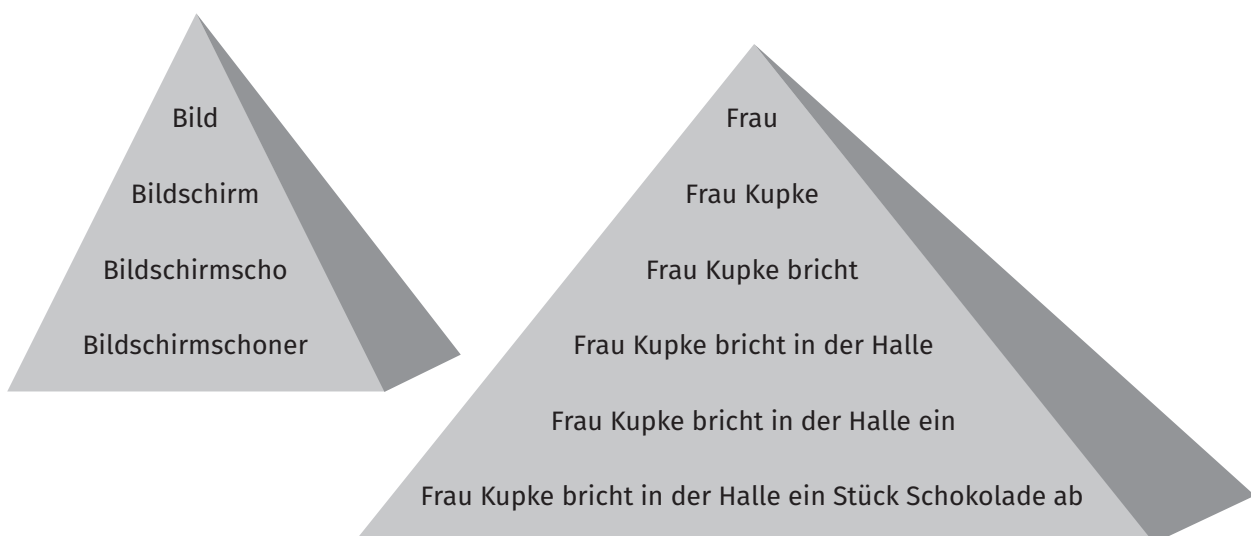 Bild
Bildschirm
Bildschirmscho
Bildschirmschoner
Frau
Frau Kupke
Frau Kupke bricht
Frau Kupke bricht in der Halle
Frau Kupke bricht in der Halle ein
Frau Kupke bricht in der Halle ein Stück Schokolade ab